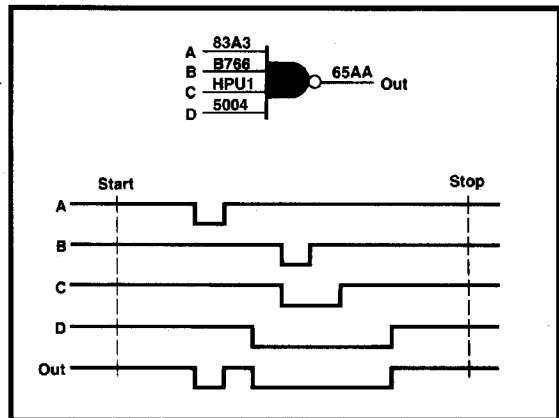 A 83A3
B B766 65AA Out
C HPU1
D 5004
Start Stop
A
B
C
D
Out